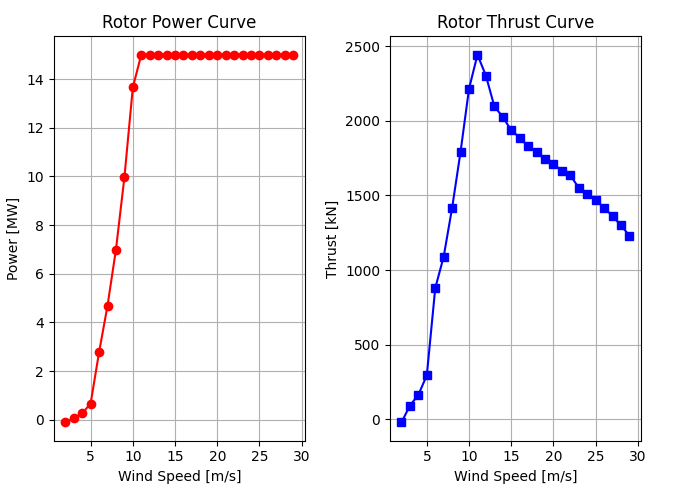 Rotor Power Curve
Power [MW]
14
12
10
8
6
4
2
0
5 10 15 20 25 30
Wind Speed [m/s]
Rotor Thrust Curve
Thrust [kN]
2500
2000
1500
1000
500
0
5 10 15 20 25 30
Wind Speed [m/s]